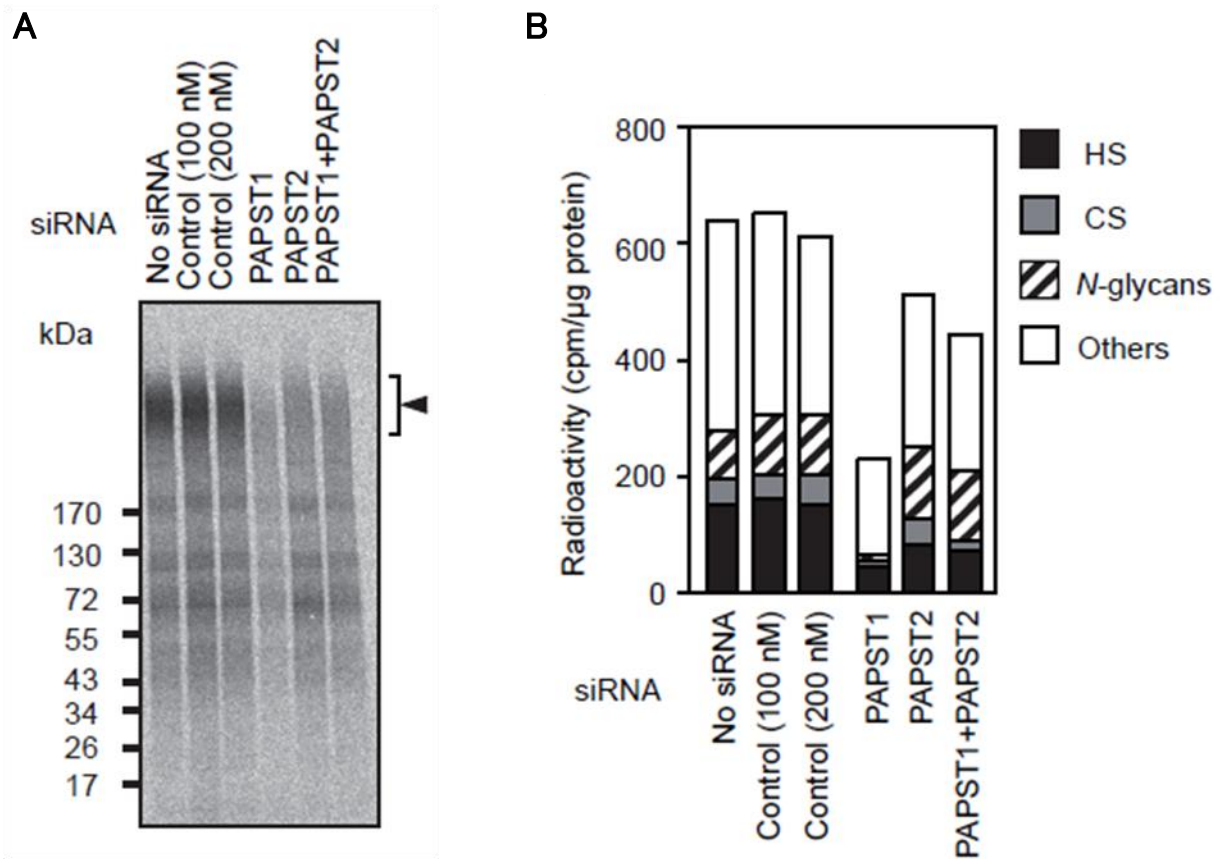 A
siRNA
No siRNA
Control (100 nM)
Control (200 nM)
PAPST1
PAPST2
PAPST1+PAPST2
kDa
170
130
72
55
43
34
26
17
B
Radioactivity (cpm/µg protein)
800
600
400
200
0
HS
CS
N-glycans
Others
siRNA
No siRNA
Control (100 nM)
Control (200 nM)
PAPST1
PAPST2
PAPST1+PAPST2